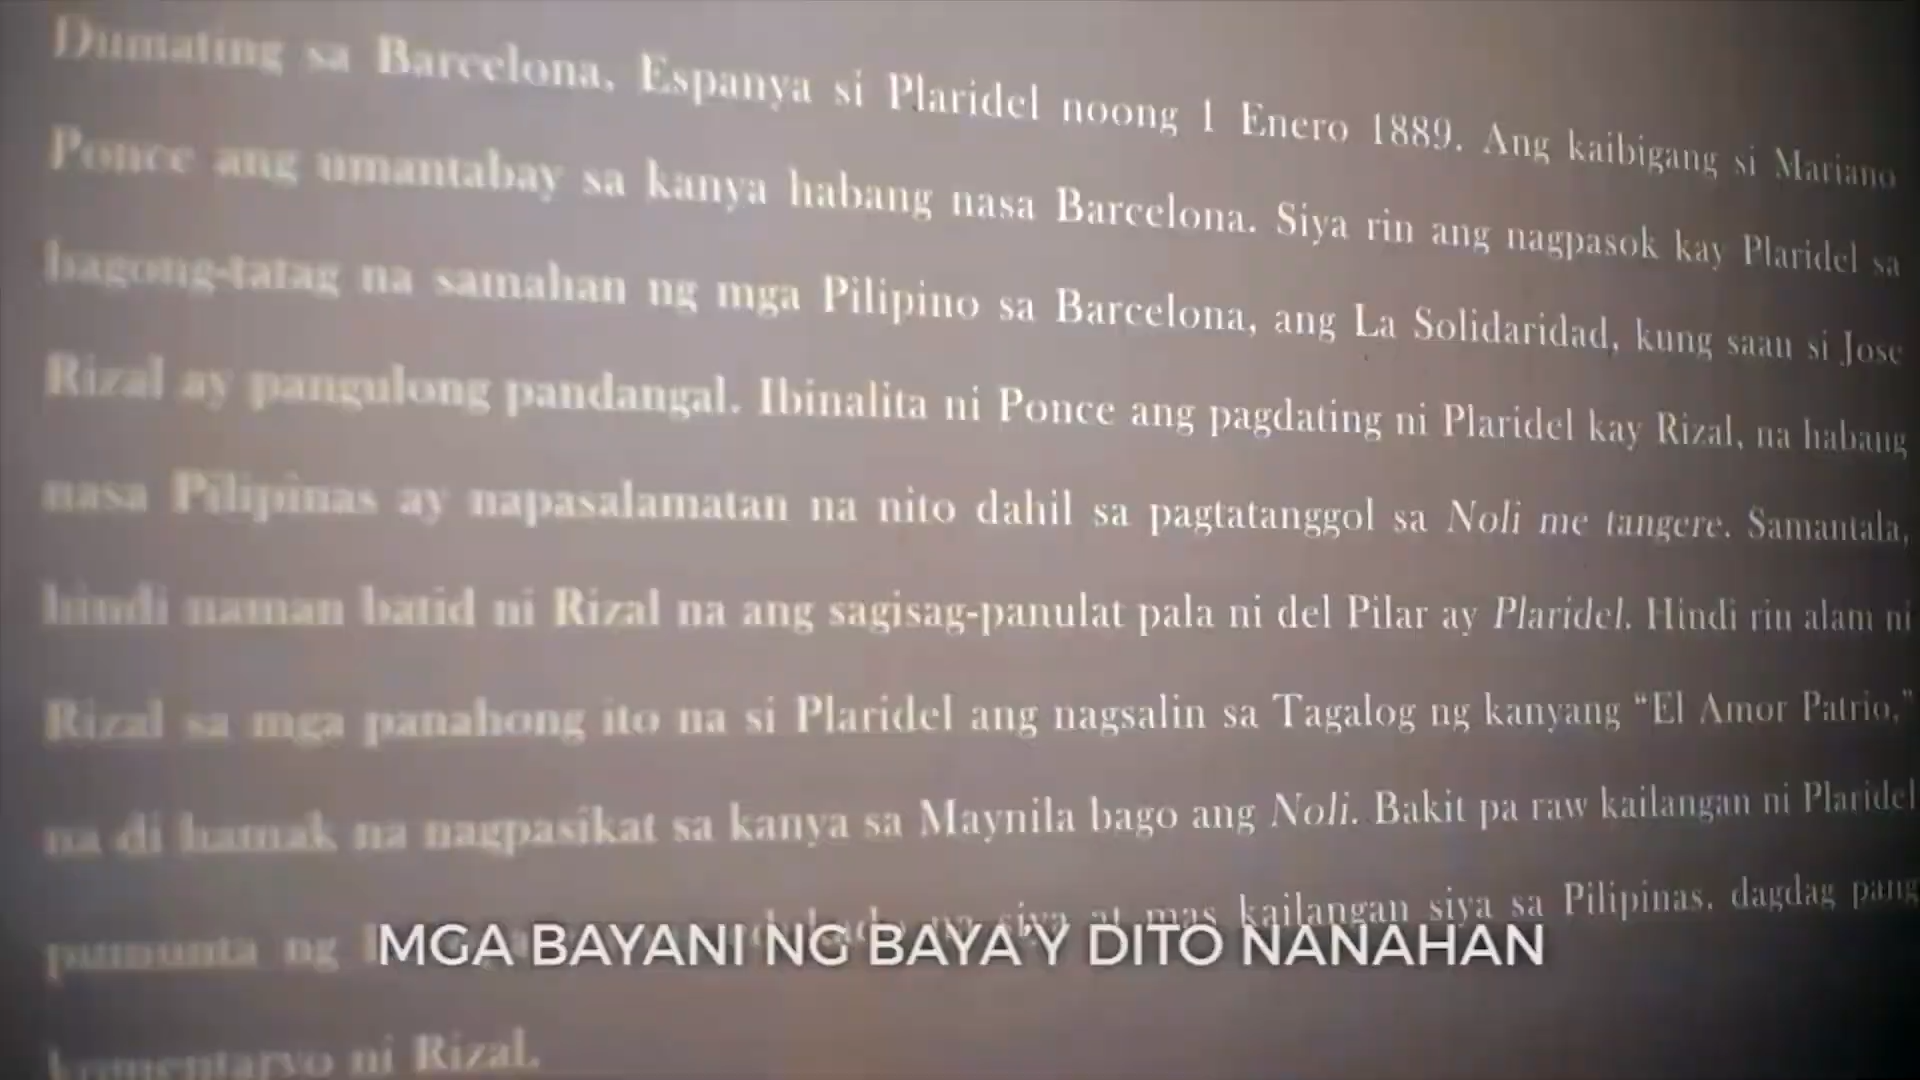 Dumating sa Barcelona, Espanya si Plaridel noong 1 Enero 1889. Ang kaibigang si Mariano
Ponce ang umantabay sa kanya habang nasa Barcelona. Siya rin ang nagpasok kay Plaridel sa
bagong-tatag na samahan ng mga Pilipino sa Barcelona, ang La Solidaridad, kung saan si Jose
Rizal ay pangulong pandangal. Ibinalita ni Ponce ang pagdating ni Plaridel kay Rizal, na habang
nasa Pilipinas ay napasalamatan na nito dahil sa pagtatanggol sa Noli me tangere. Samantala,
hindi naman batid ni Rizal na ang sagisag-panulat pala ni del Pilar ay Plaridel. Hindi rin alam ni
Rizal sa mga panahong ito na si Plaridel ang nagsalin sa Tagalog ng kanyang “El Amor Patrio,”
na di hamak na nagpasikat sa kanya sa Maynila bago ang Noli. Bakit pa raw kailangan ni Plaridel
pumunta ng na siya at mas kailangan siya sa Pilipinas, dagdag pang
komentaryo ni Rizal.
MGA BAYANI NG BAYA'Y DITO NANAHAN